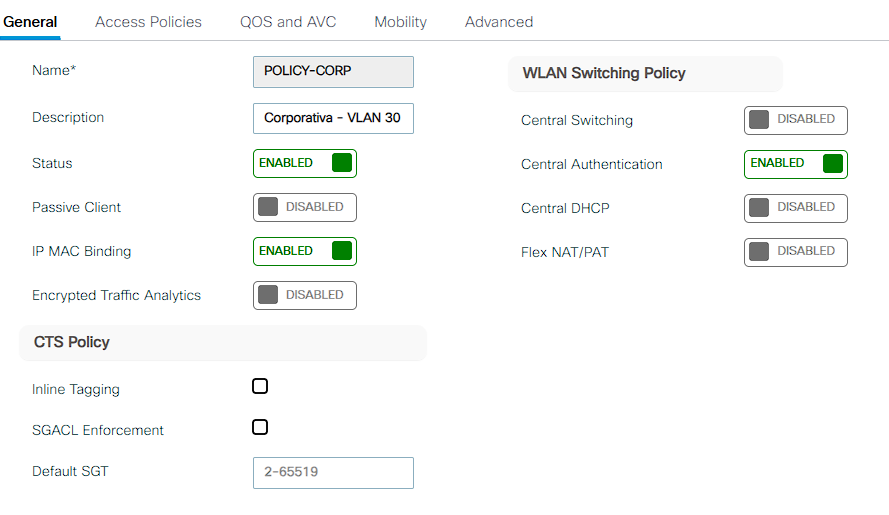 General Access Policies QOS and AVC Mobility Advanced
Name* POLICY-CORP
Description Corporativa - VLAN 30
Status ENABLED
Passive Client DISABLED
IP MAC Binding ENABLED
Encrypted Traffic Analytics DISABLED
CTS Policy
Inline Tagging
SGACL Enforcement
Default SGT 2-65519
WLAN Switching Policy
Central Switching DISABLED
Central Authentication ENABLED
Central DHCP DISABLED
Flex NAT/PAT DISABLED